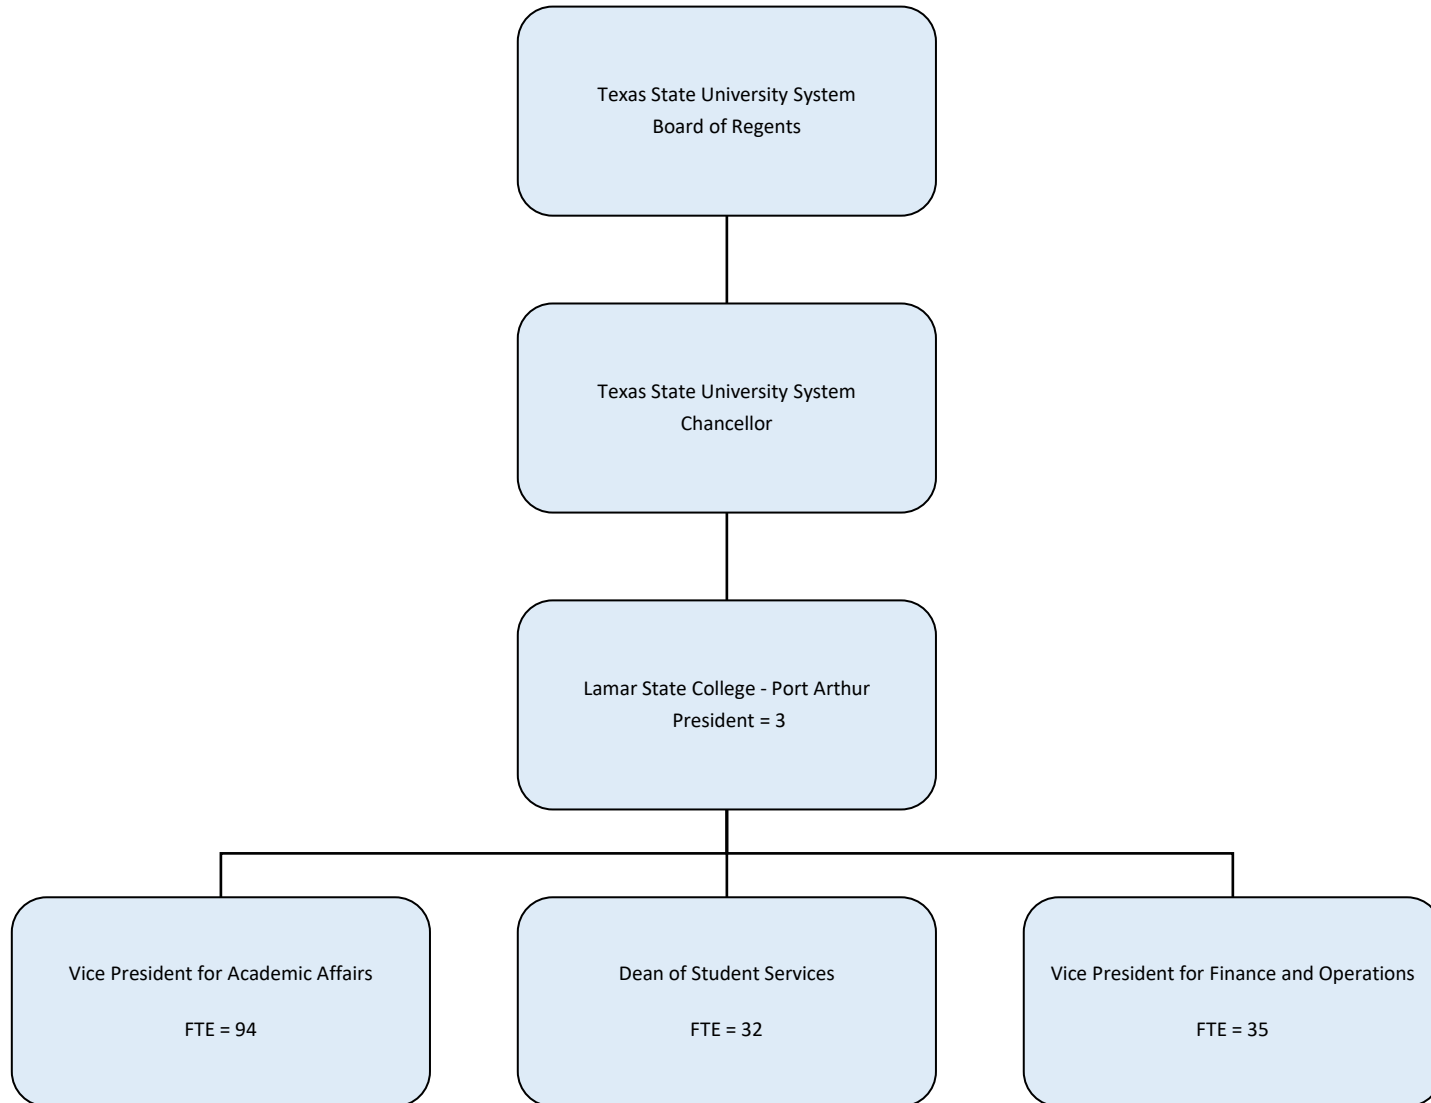 Texas State University System
Board of Regents
Texas State University System
Chancellor
Lamar State College - Port Arthur
President = 3
Vice President for Academic Affairs
FTE = 94
Dean of Student Services
FTE = 32
Vice President for Finance and Operations
FTE = 35